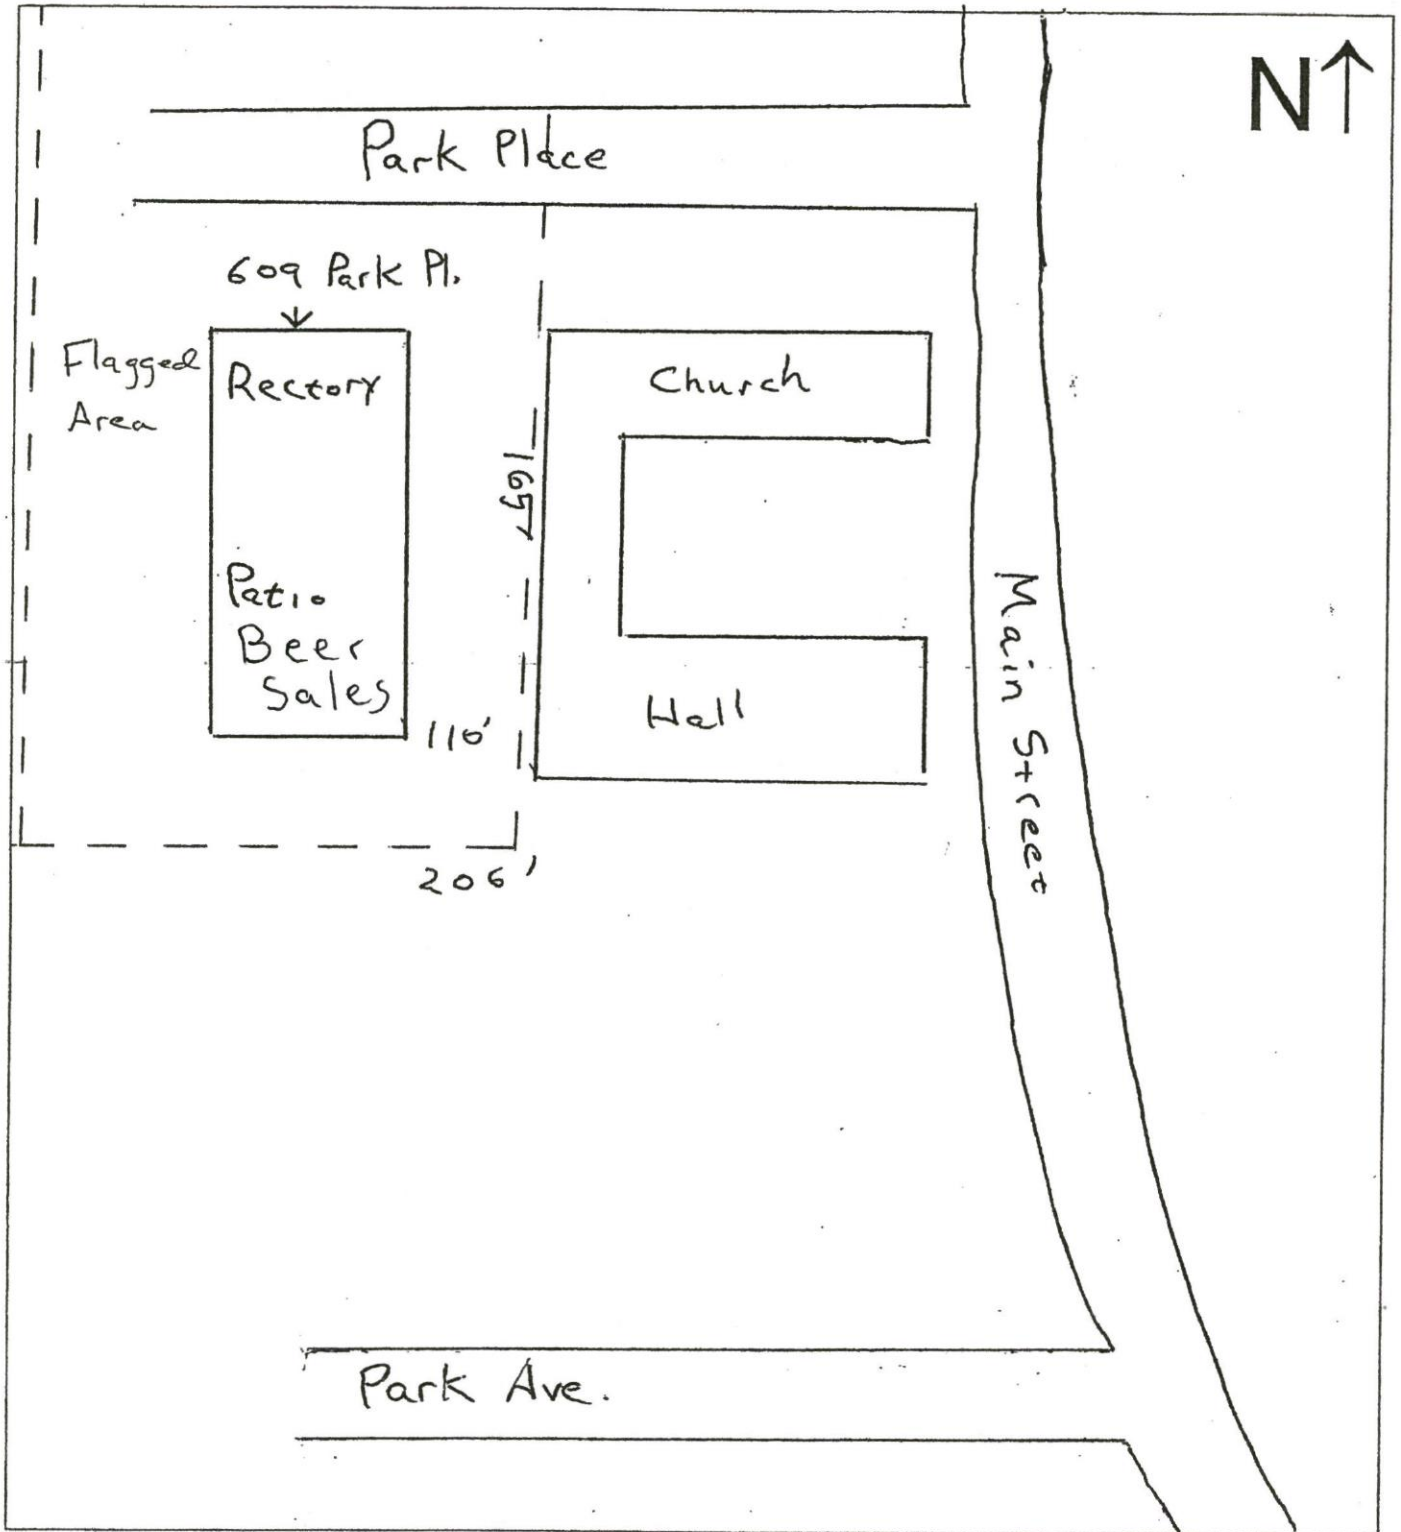 N
Park Place
609 Park Pl.
Flagged
Area
Rectory
Church
165'
Patio
Beer
Sales
Main Street
Hall
110'
206'
Park Ave.